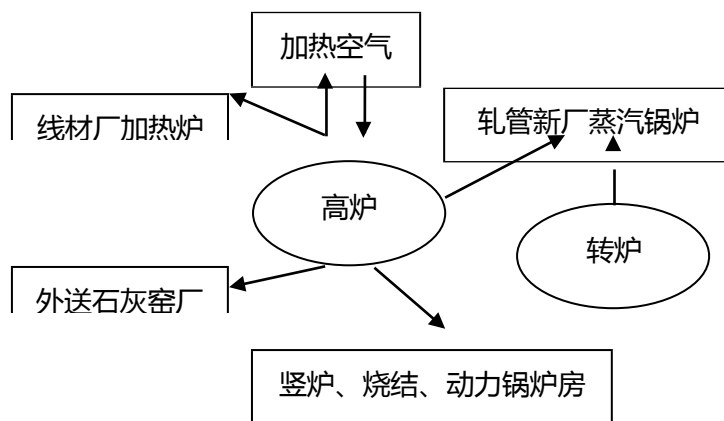 加热空气
线材厂加热炉
轧管新厂蒸汽锅炉
高炉
转炉
外送石灰窑厂
竖炉、烧结、动力锅炉房